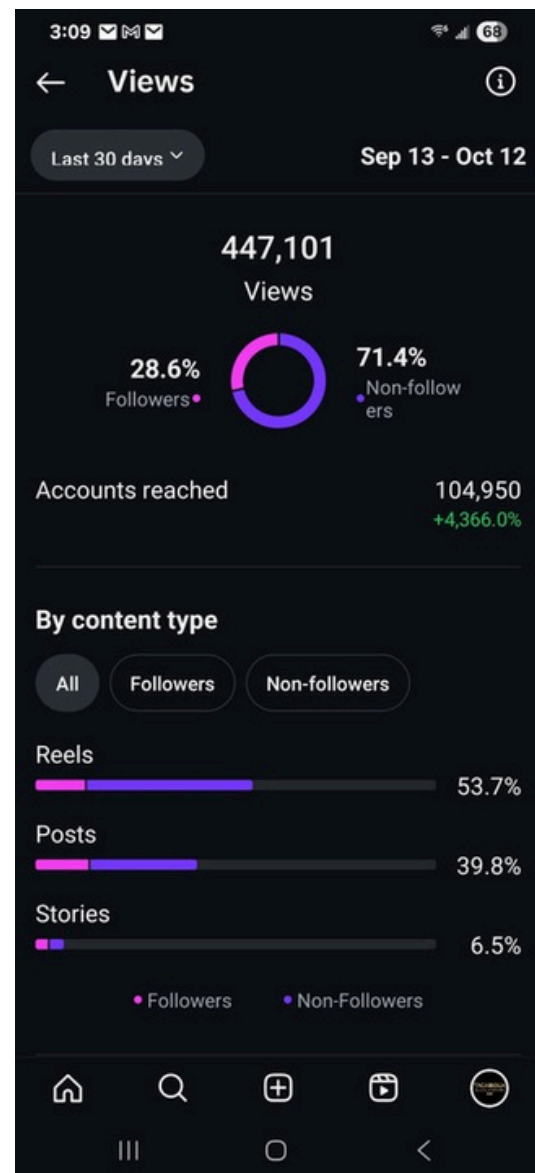 3:09 68
Views
Last 30 days Sep 13 - Oct 12
447,101
Views
28.6%
Followers
71.4%
Non-follow
ers
Accounts reached 104,950
+4,366.0%
By content type
All Followers Non-followers
Reels
53.7%
Posts
39.8%
Stories
6.5%
Followers Non-Followers